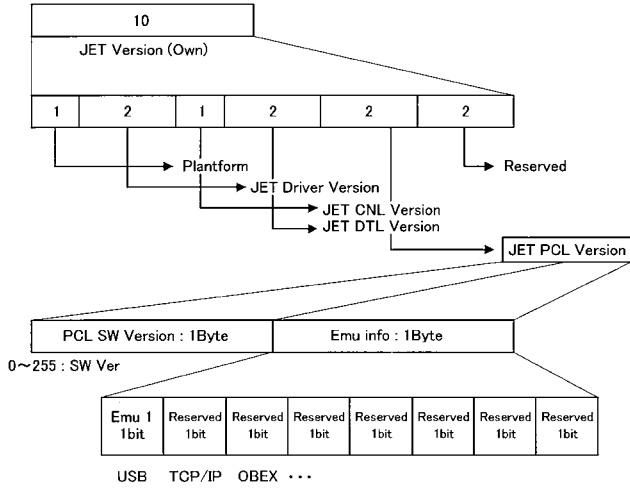 10
JET Version (Own)
1 2 1 2 2 2
Plantform
Reserved
JET Driver Version
JET CNL Version
JET DTL Version
JET PCL Version
PCL SW Version : 1Byte Emu info : 1Byte
0～255 : SW Ver
Emu 1 Reserved Reserved Reserved Reserved Reserved Reserved Reserved
1bit 1bit 1bit 1bit 1bit 1bit 1bit 1bit
USB TCP/IP OBEX ･･･